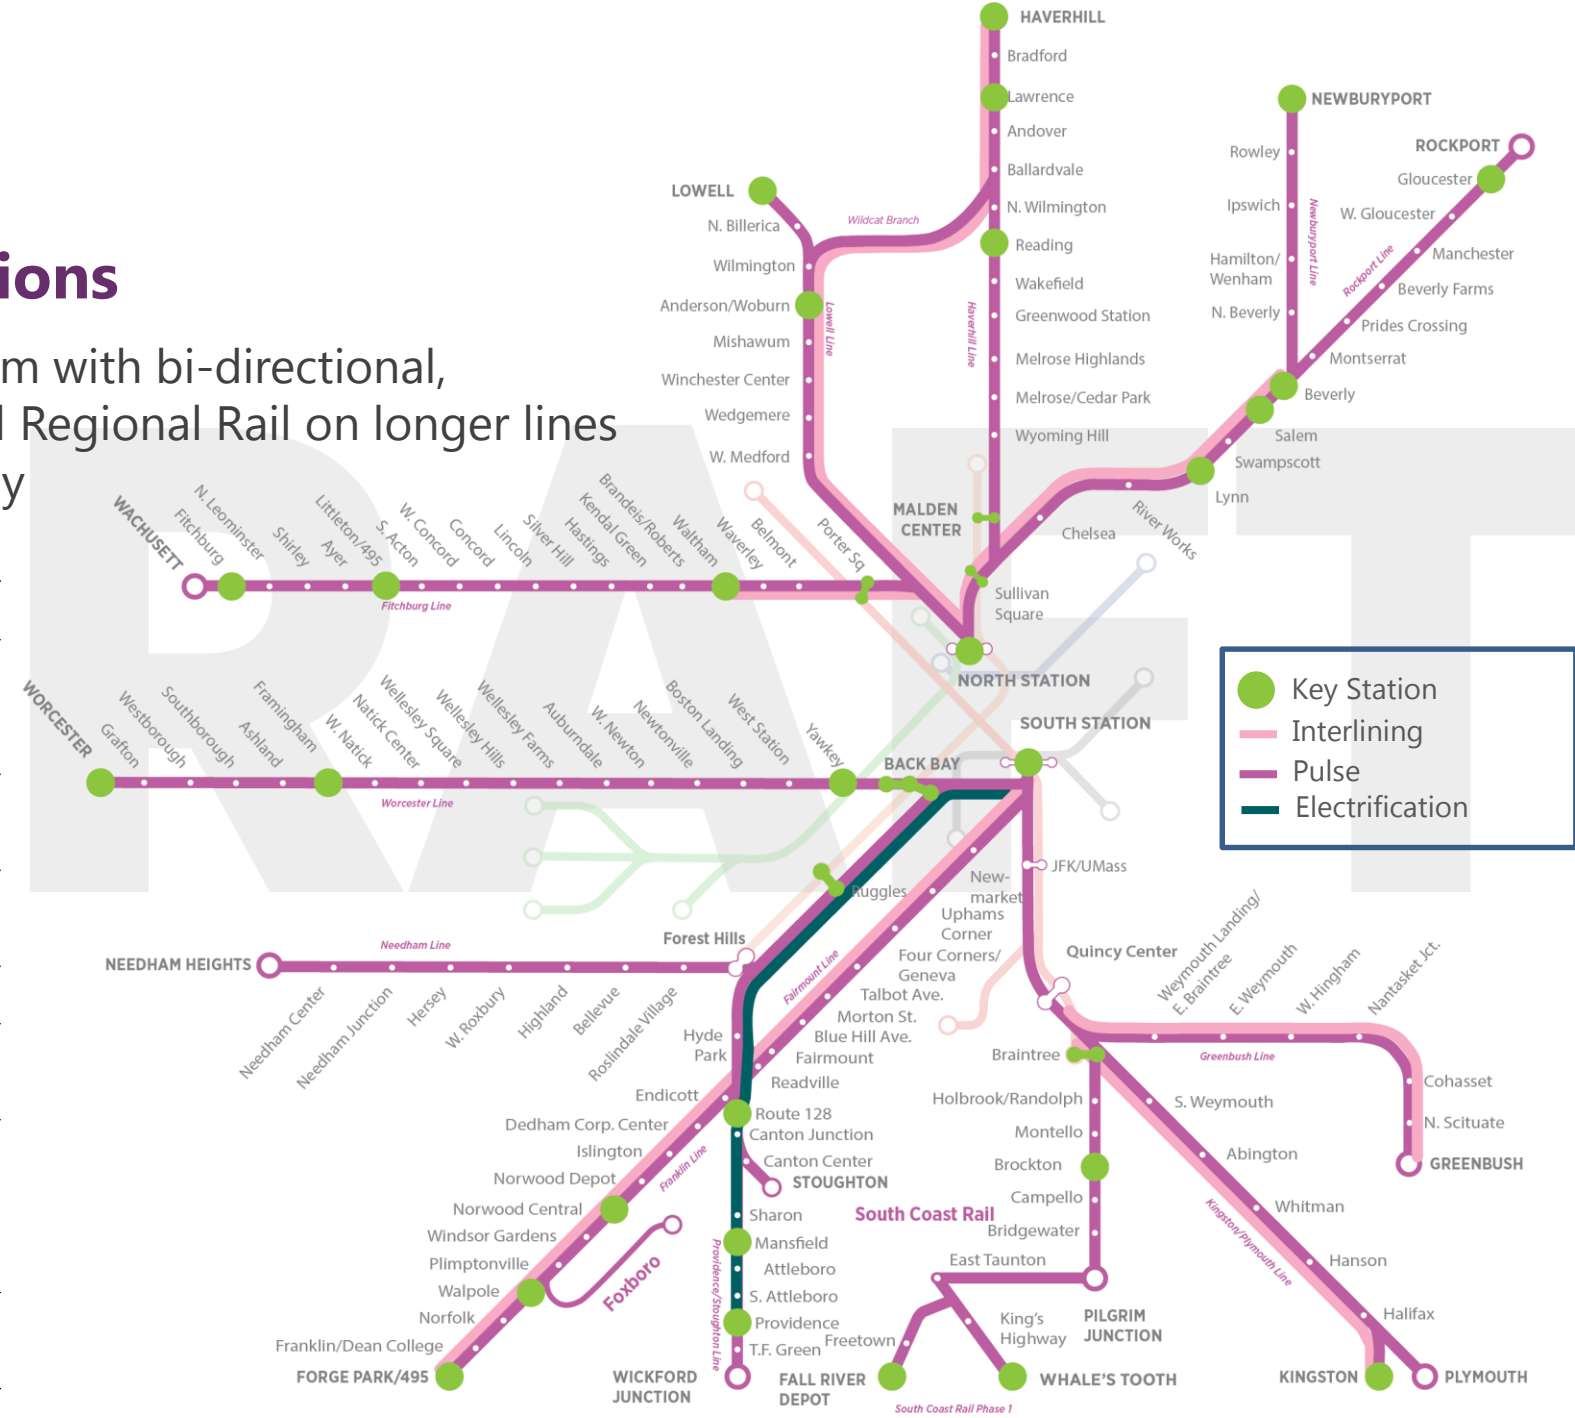 ions
m with bi-directional,
l Regional Rail on longer lines
y
DRAFT
HAVERHILL
Bradford
Lawrence
Andover
Ballardvale
N. Wilmington
Reading
Wakefield
Greenwood Station
Melrose Highlands
Melrose/Cedar Park
Wyoming Hill
Haverhill Line
MALDEN
CENTER
NEWBURYPORT
Rowley
Ipswich
Hamilton/
Wenham
N. Beverly
Newburyport Line
ROCKPORT
Gloucester
W. Gloucester
Manchester
Beverly Farms
Prides Crossing
Montserrat
Rockport Line
Beverly
Salem
Swampscott
Lynn
River Works
Chelsea
Sullivan
Square
LOWELL
N. Billerica
Wilmington
Anderson/Woburn
Mishawum
Winchester Center
Wedgemere
W. Medford
Lowell Line
Wildcat Branch
WACHUSETT
Fitchburg
N. Leominster
Shirley
Ayer
Littleton/495
S. Acton
W. Concord
Concord
Lincoln
Silver Hill
Hastings
Kendal Green
Brandeis/Roberts
Waltham
Waverley
Belmont
Porter Sq
Fitchburg Line
NORTH STATION
SOUTH STATION
WORCESTER
Grafton
Westborough
Southborough
Ashland
Framingham
W. Natick
Natick Center
Wellesley Square
Wellesley Hills
Wellesley Farms
Auburndale
W. Newton
Newtonville
Boston Landing
West Station
Yawkey
BACK BAY
Worcester Line
Key Station
Interlining
Pulse
Electrification
Ruggles
Forest Hills
NEEDHAM HEIGHTS
Needham Line
Needham Center
Needham Junction
Hersey
W. Roxbury
Highland
Bellevue
Roslindale Village
Hyde
Park
New-
market
Uphams
Corner
Four Corners/
Geneva
Talbot Ave.
Morton St.
Blue Hill Ave.
Fairmount
Readville
Fairmount Line
JFK/UMass
Quincy Center
Weymouth Landing/
E. Braintree
E. Weymouth
W. Hingham
Nantasket Jct.
Greenbush Line
Cohasset
N. Scituate
GREENBUSH
Braintree
Holbrook/Randolph
Montello
Brockton
Campello
Bridgewater
S. Weymouth
Abington
Whitman
Hanson
Halifax
Kingston/Plymouth Line
KINGSTON
PLYMOUTH
Endicott
Dedham Corp. Center
Islington
Norwood Depot
Norwood Central
Windsor Gardens
Plimptonville
Walpole
Norfolk
Franklin/Dean College
FORGE PARK/495
Franklin Line
Foxboro
Route 128
Canton Junction
Canton Center
STOUGHTON
Sharon
Mansfield
Attleboro
S. Attleboro
Providence
T.F. Green
WICKFORD
JUNCTION
Providence/Stoughton Line
South Coast Rail
East Taunton
PILGRIM
JUNCTION
King's
Highway
Freetown
FALL RIVER
DEPOT
WHALE'S TOOTH
South Coast Rail Phase 1